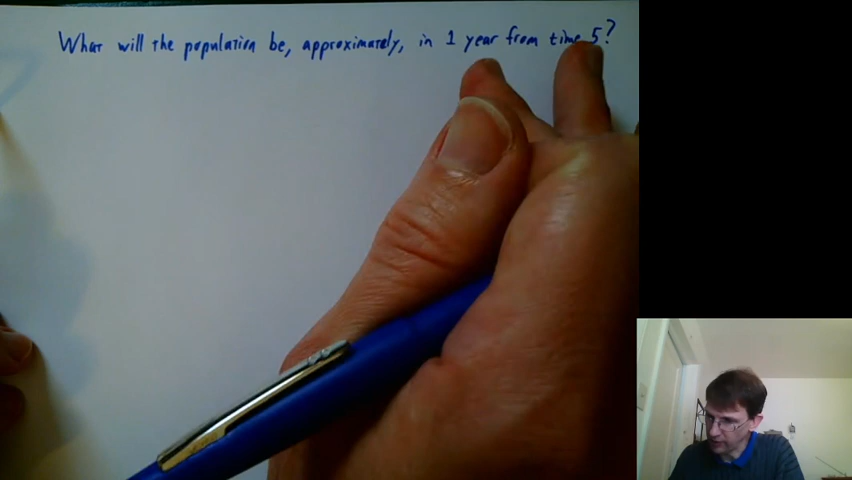 What will the population be, approximately, in 1 year from time 5?